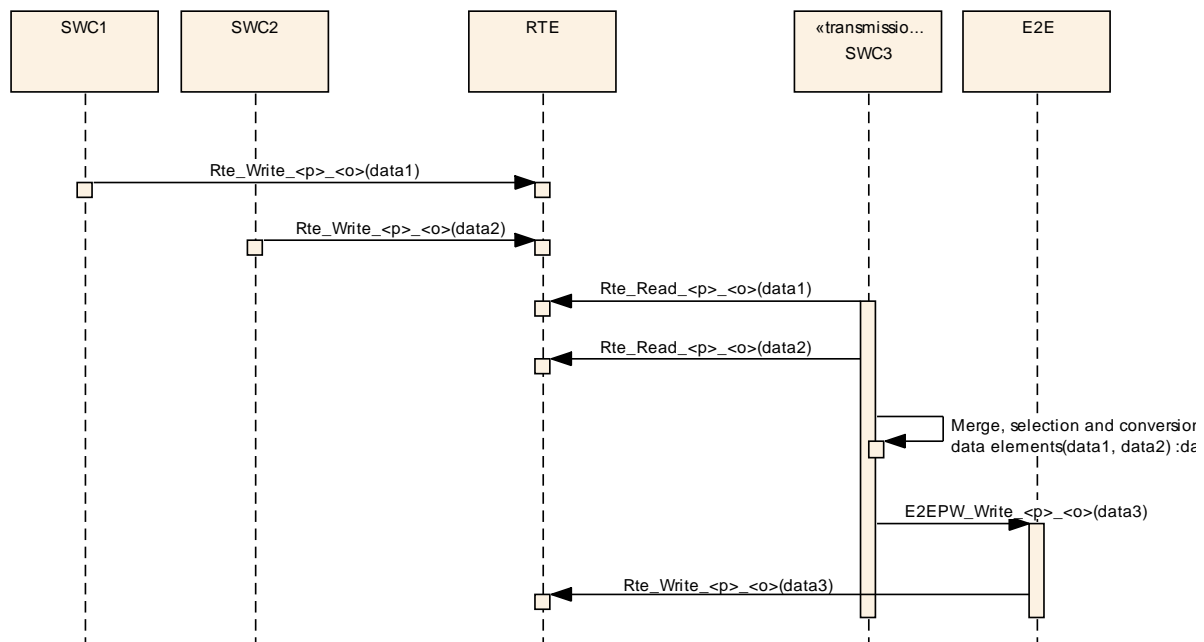 SWC1
SWC2
RTE
«transmissio...
SWC3
E2E
Rte_Write_<p>_<o>(data1)
Rte_Write_<p>_<o>(data2)
Rte_Read_<p>_<o>(data1)
Rte_Read_<p>_<o>(data2)
Merge, selection and conversion
data elements(data1, data2) :da
E2EPW_Write_<p>_<o>(data3)
Rte_Write_<p>_<o>(data3)